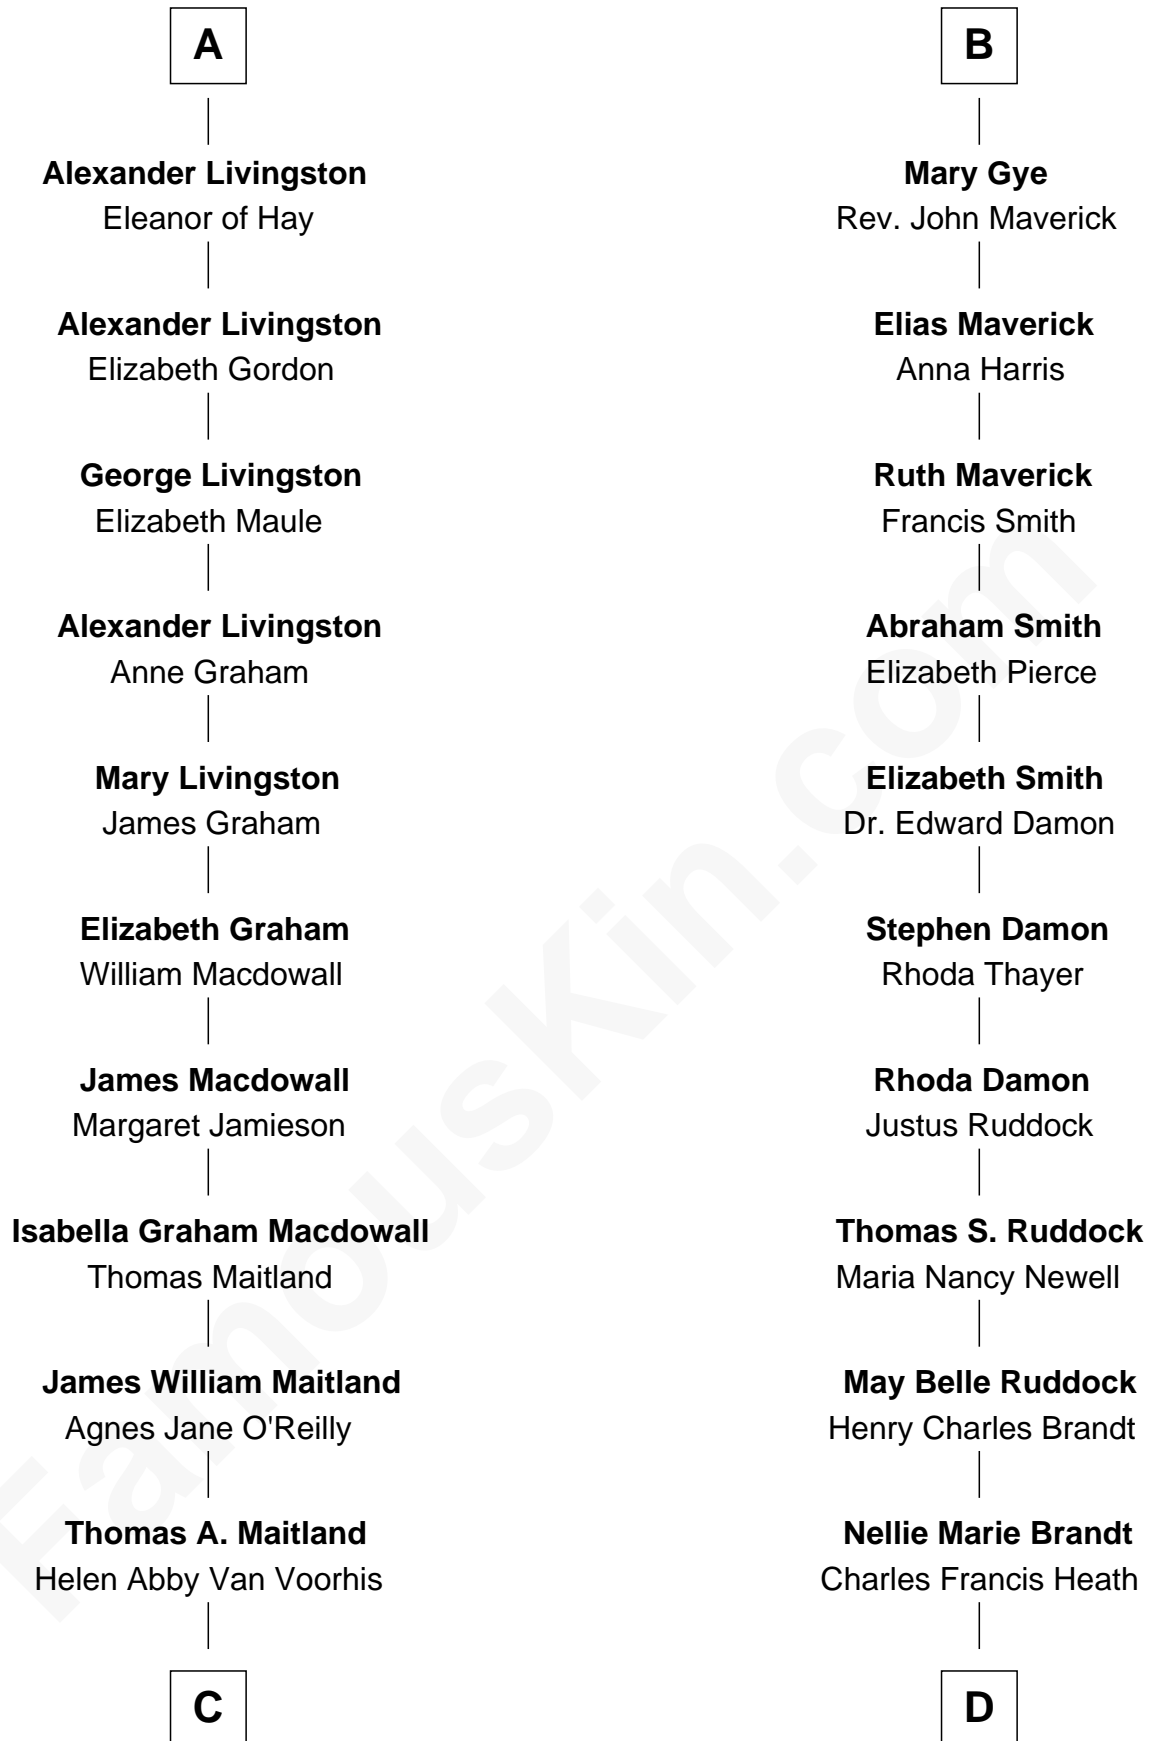 A
Alexander Livingston
Eleanor of Hay
Alexander Livingston
Elizabeth Gordon
George Livingston
Elizabeth Maule
Alexander Livingston
Anne Graham
Mary Livingston
James Graham
Elizabeth Graham
William Macdowall
James Macdowall
Margaret Jamieson
Isabella Graham Macdowall
Thomas Maitland
James William Maitland
Agnes Jane O'Reilly
Thomas A. Maitland
Helen Abby Van Voorhis
C
B
Mary Gye
Rev. John Maverick
Elias Maverick
Anna Harris
Ruth Maverick
Francis Smith
Abraham Smith
Elizabeth Pierce
Elizabeth Smith
Dr. Edward Damon
Stephen Damon
Rhoda Thayer
Rhoda Damon
Justus Ruddock
Thomas S. Ruddock
Maria Nancy Newell
May Belle Ruddock
Henry Charles Brandt
Nellie Marie Brandt
Charles Francis Heath
D
FamousKin.com